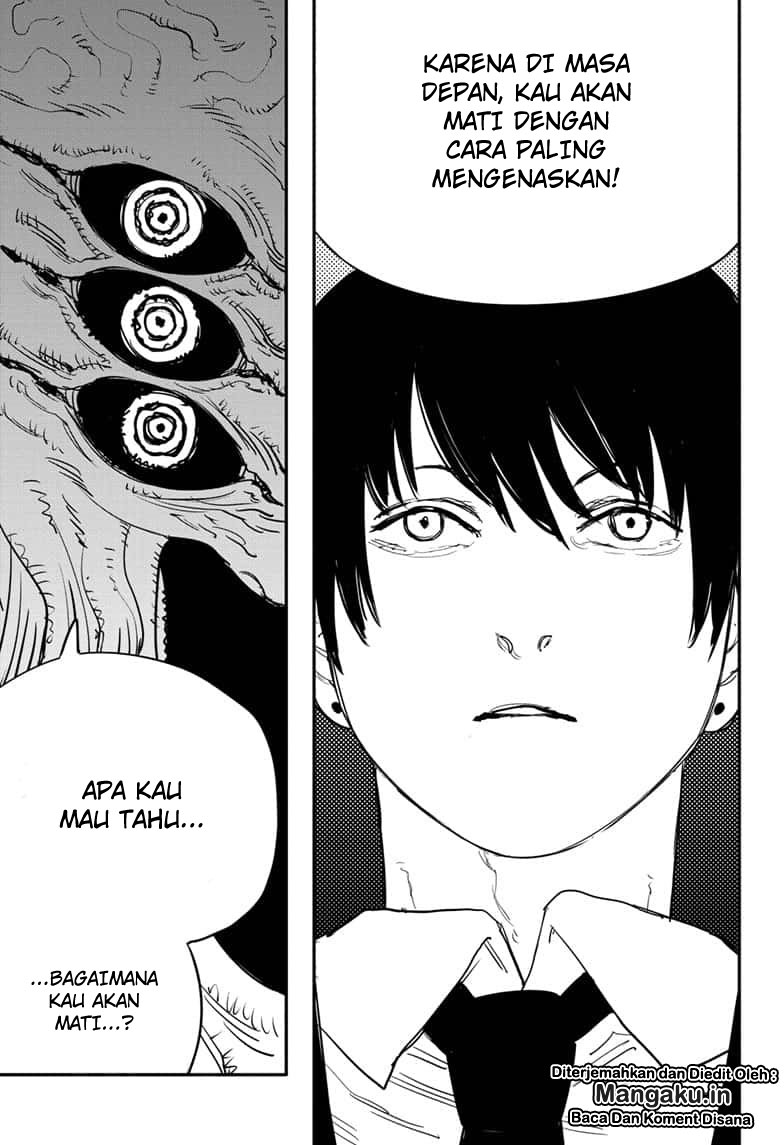 KARENA DI MASA
DEPAN, KAU AKAN
MATI DENGAN
CARA PALING
MENGENASKAN!
APA KAU
MAU TAHU...
...BAGAIMANA
KAU AKAN
MATI...?
Diterjemahkan dan Diedit Oleh :
Mangaku.in
Baca Dan Koment Disana